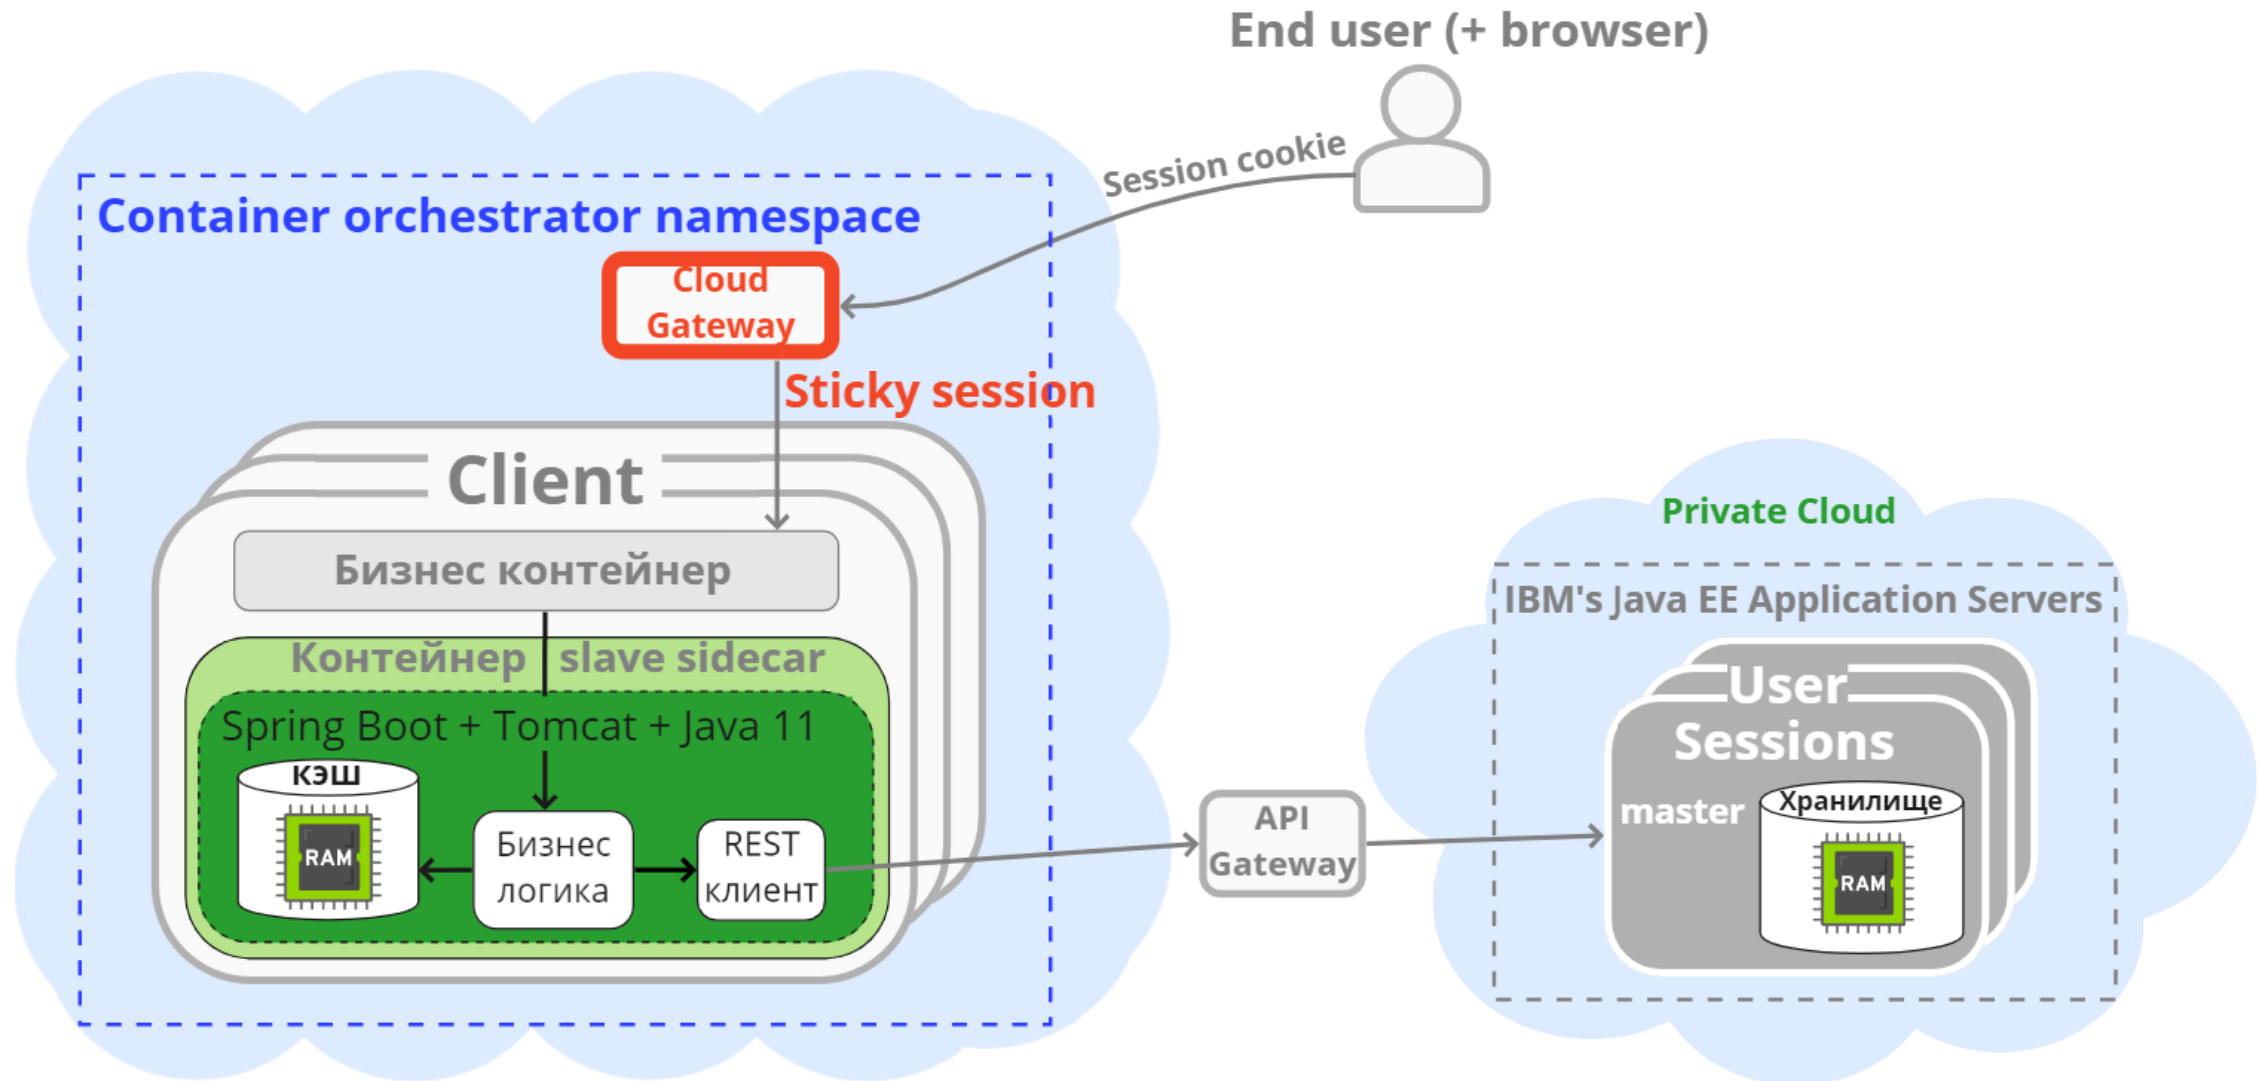 End user (+ browser)
Session cookie
Container orchestrator namespace
Cloud
Gateway
Sticky session
Client
Бизнес контейнер
Контейнер slave sidecar
Spring Boot + Tomcat + Java 11
КЭШ
RAM
Бизнес
логика
REST
клиент
API
Gateway
Private Cloud
IBM's Java EE Application Servers
User
Sessions
master
Хранилище
RAM